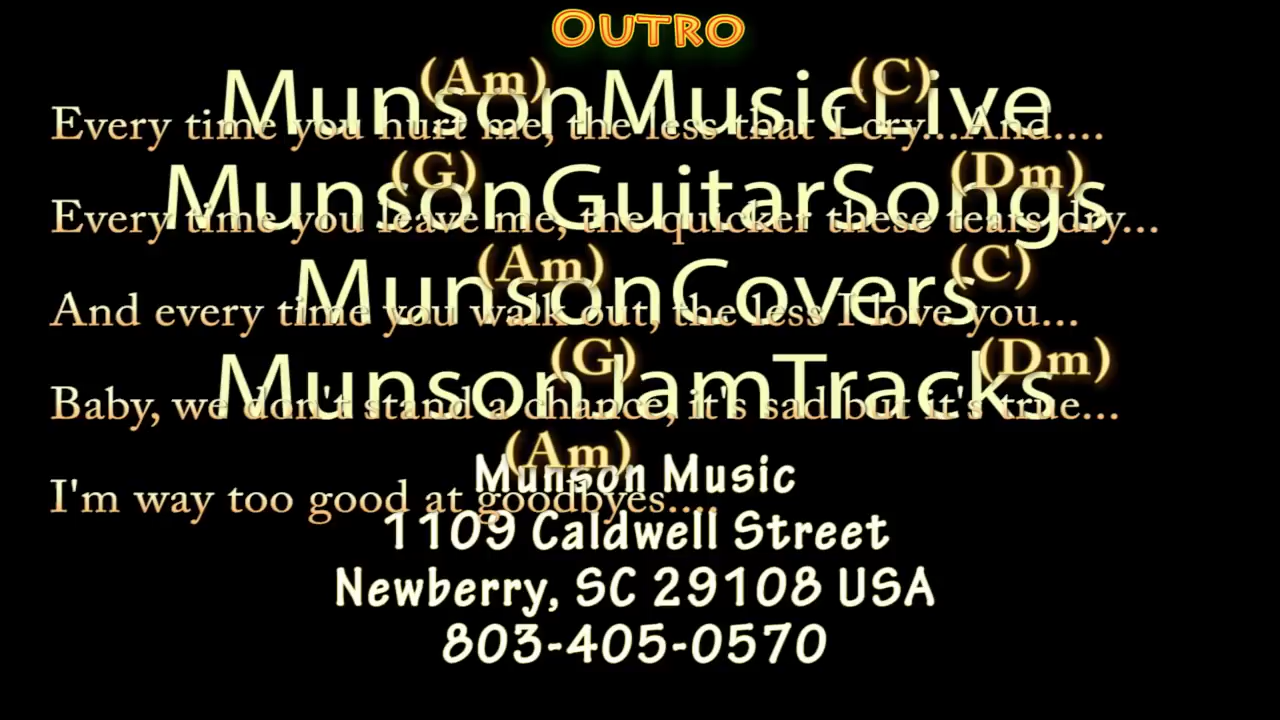 OUTRO
(Am) (C)
MunsonMusicLive
Every time you hurt me, the less that I cry...And....
(G) (Dm)
MunsonGuitarSongs
Every time you leave me, the quicker these tears dry...
(Am) (C)
MunsonCovers
And every time you walk out, the less I love you...
(G) (Dm)
MunsonJamTracks
Baby, we don't stand a chance, it's sad but it's true...
(Am)
Munson Music
I'm way too good at goodbyes....
1109 Caldwell Street
Newberry, SC 29108 USA
803-405-0570